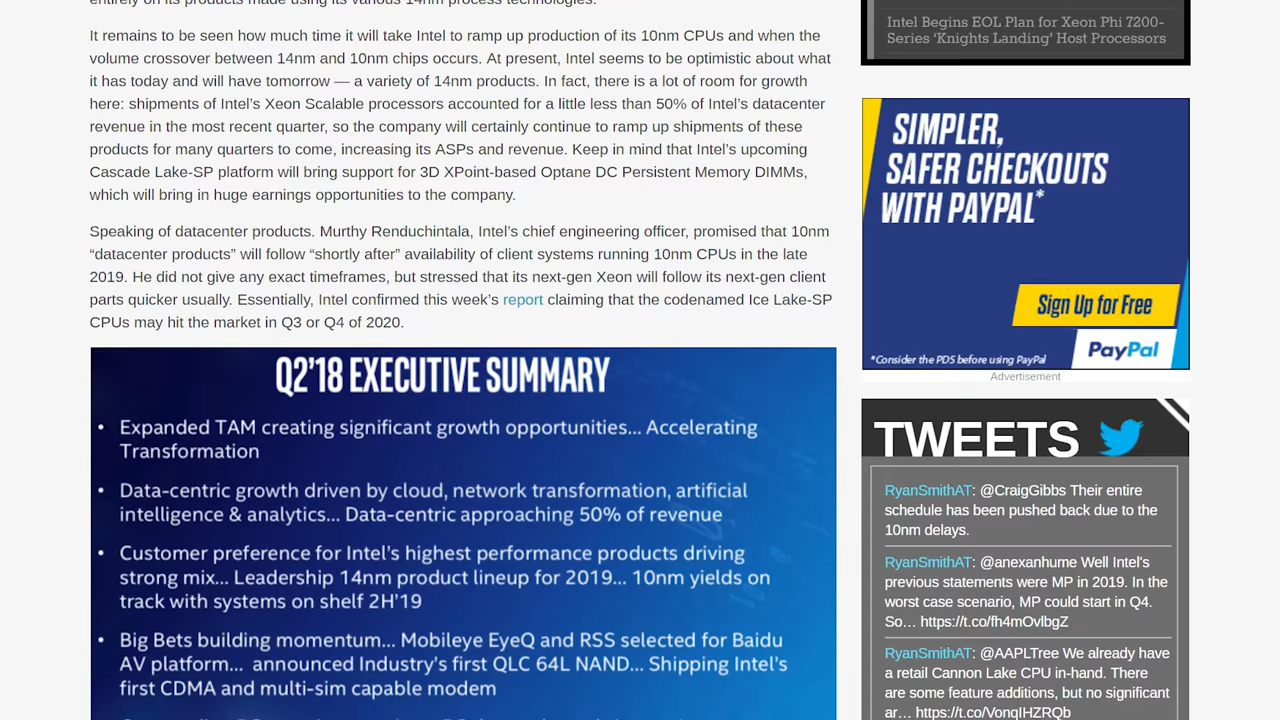 entirely on its products made using its various 14nm process technologies.
It remains to be seen how much time it will take Intel to ramp up production of its 10nm CPUs and when the
volume crossover between 14nm and 10nm chips occurs. At present, Intel seems to be optimistic about what
it has today and will have tomorrow — a variety of 14nm products. In fact, there is a lot of room for growth
here: shipments of Intel's Xeon Scalable processors accounted for a little less than 50% of Intel's datacenter
revenue in the most recent quarter, so the company will certainly continue to ramp up shipments of these
products for many quarters to ome, increasing its ASPs and revenue. Keep in mind that Intel's upcoming
Cascade Lake-SP platform will bring support for 3D XPoint-based Optane DC Persistent Memory DIMMs,
which will bring in huge earnings opportunities to the company.
Speaking of datacenter products. Murthy Renduchintala, Intel's chief engineering officer, promised that 10nm
“datacenter products” will follow “shortly after” availability of client systems running 10nm CPUs in the late
2019. He did not give any exact timeframes, but stressed that its next-gen Xeon will follow its next-gen client
parts quicker usually. Essentially, Intel confirmed this week's report claiming that the codenamed Ice Lake-SP
CPUs may hit the market in Q3 or Q4 of 2020.
Q2'18 EXECUTIVE SUMMARY
• Expanded TAM creating significant growth opportunities... Accelerating
Transformation
• Data-centric growth driven by cloud, network transformation, artificial
intelligence & analytics... Data-centric approaching 50% of revenue
• Customer preference for Intel's highest performance products driving
strong mix... Leadership 14nm product lineup for 2019... 10nm yields on
track with systems on shelf 2H'19
• Big Bets building momentum... Mobileye EyeQ and RSS selected for Baidu
AV platform... announced Industry's first QLC 64L NAND... Shipping Intel's
first CDMA and multi-sim capable modem
Intel Begins EOL Plan for Xeon Phi 7200-
Series ‘Knights Landing’ Host Processors
SIMPLER,
SAFER CHECKOUTS
WITH PAYPAL*
Sign Up for Free
*Consider the PDS before using PayPal
PayPal
Advertisement
TWEETS
RyanSmithAT: @CraigGibbs Their entire
schedule has been pushed back due to the
10nm delays.
RyanSmithAT: @anexanhume Well Intel's
previous statements were MP in 2019. In the
worst case scenario, MP could start in Q4.
So… https://t.co/fh4mOvlbgZ
RyanSmithAT: @AAPLTree We already have
a retail Cannon Lake CPU in-hand. There
are some feature additions, but no significant
ar… https://t.co/VonqIHZRQb